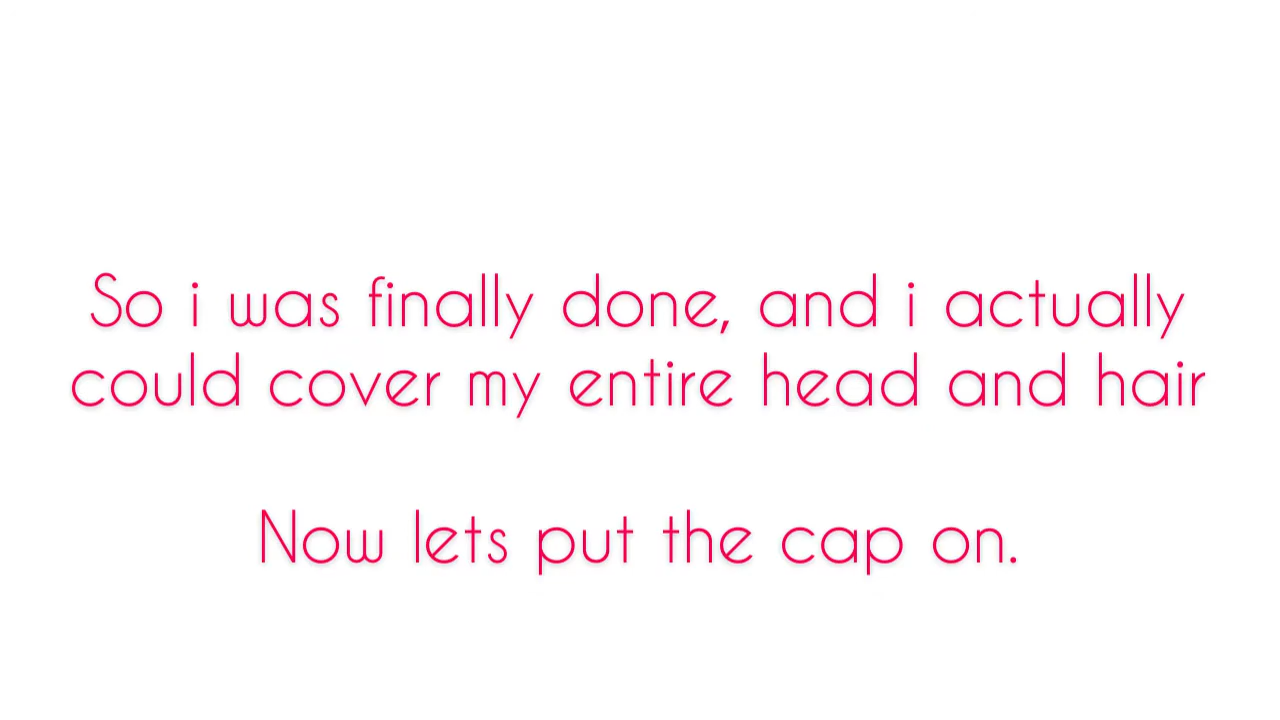 So i was finally done, and i actually
could cover my entire head and hair
Now lets put the cap on.